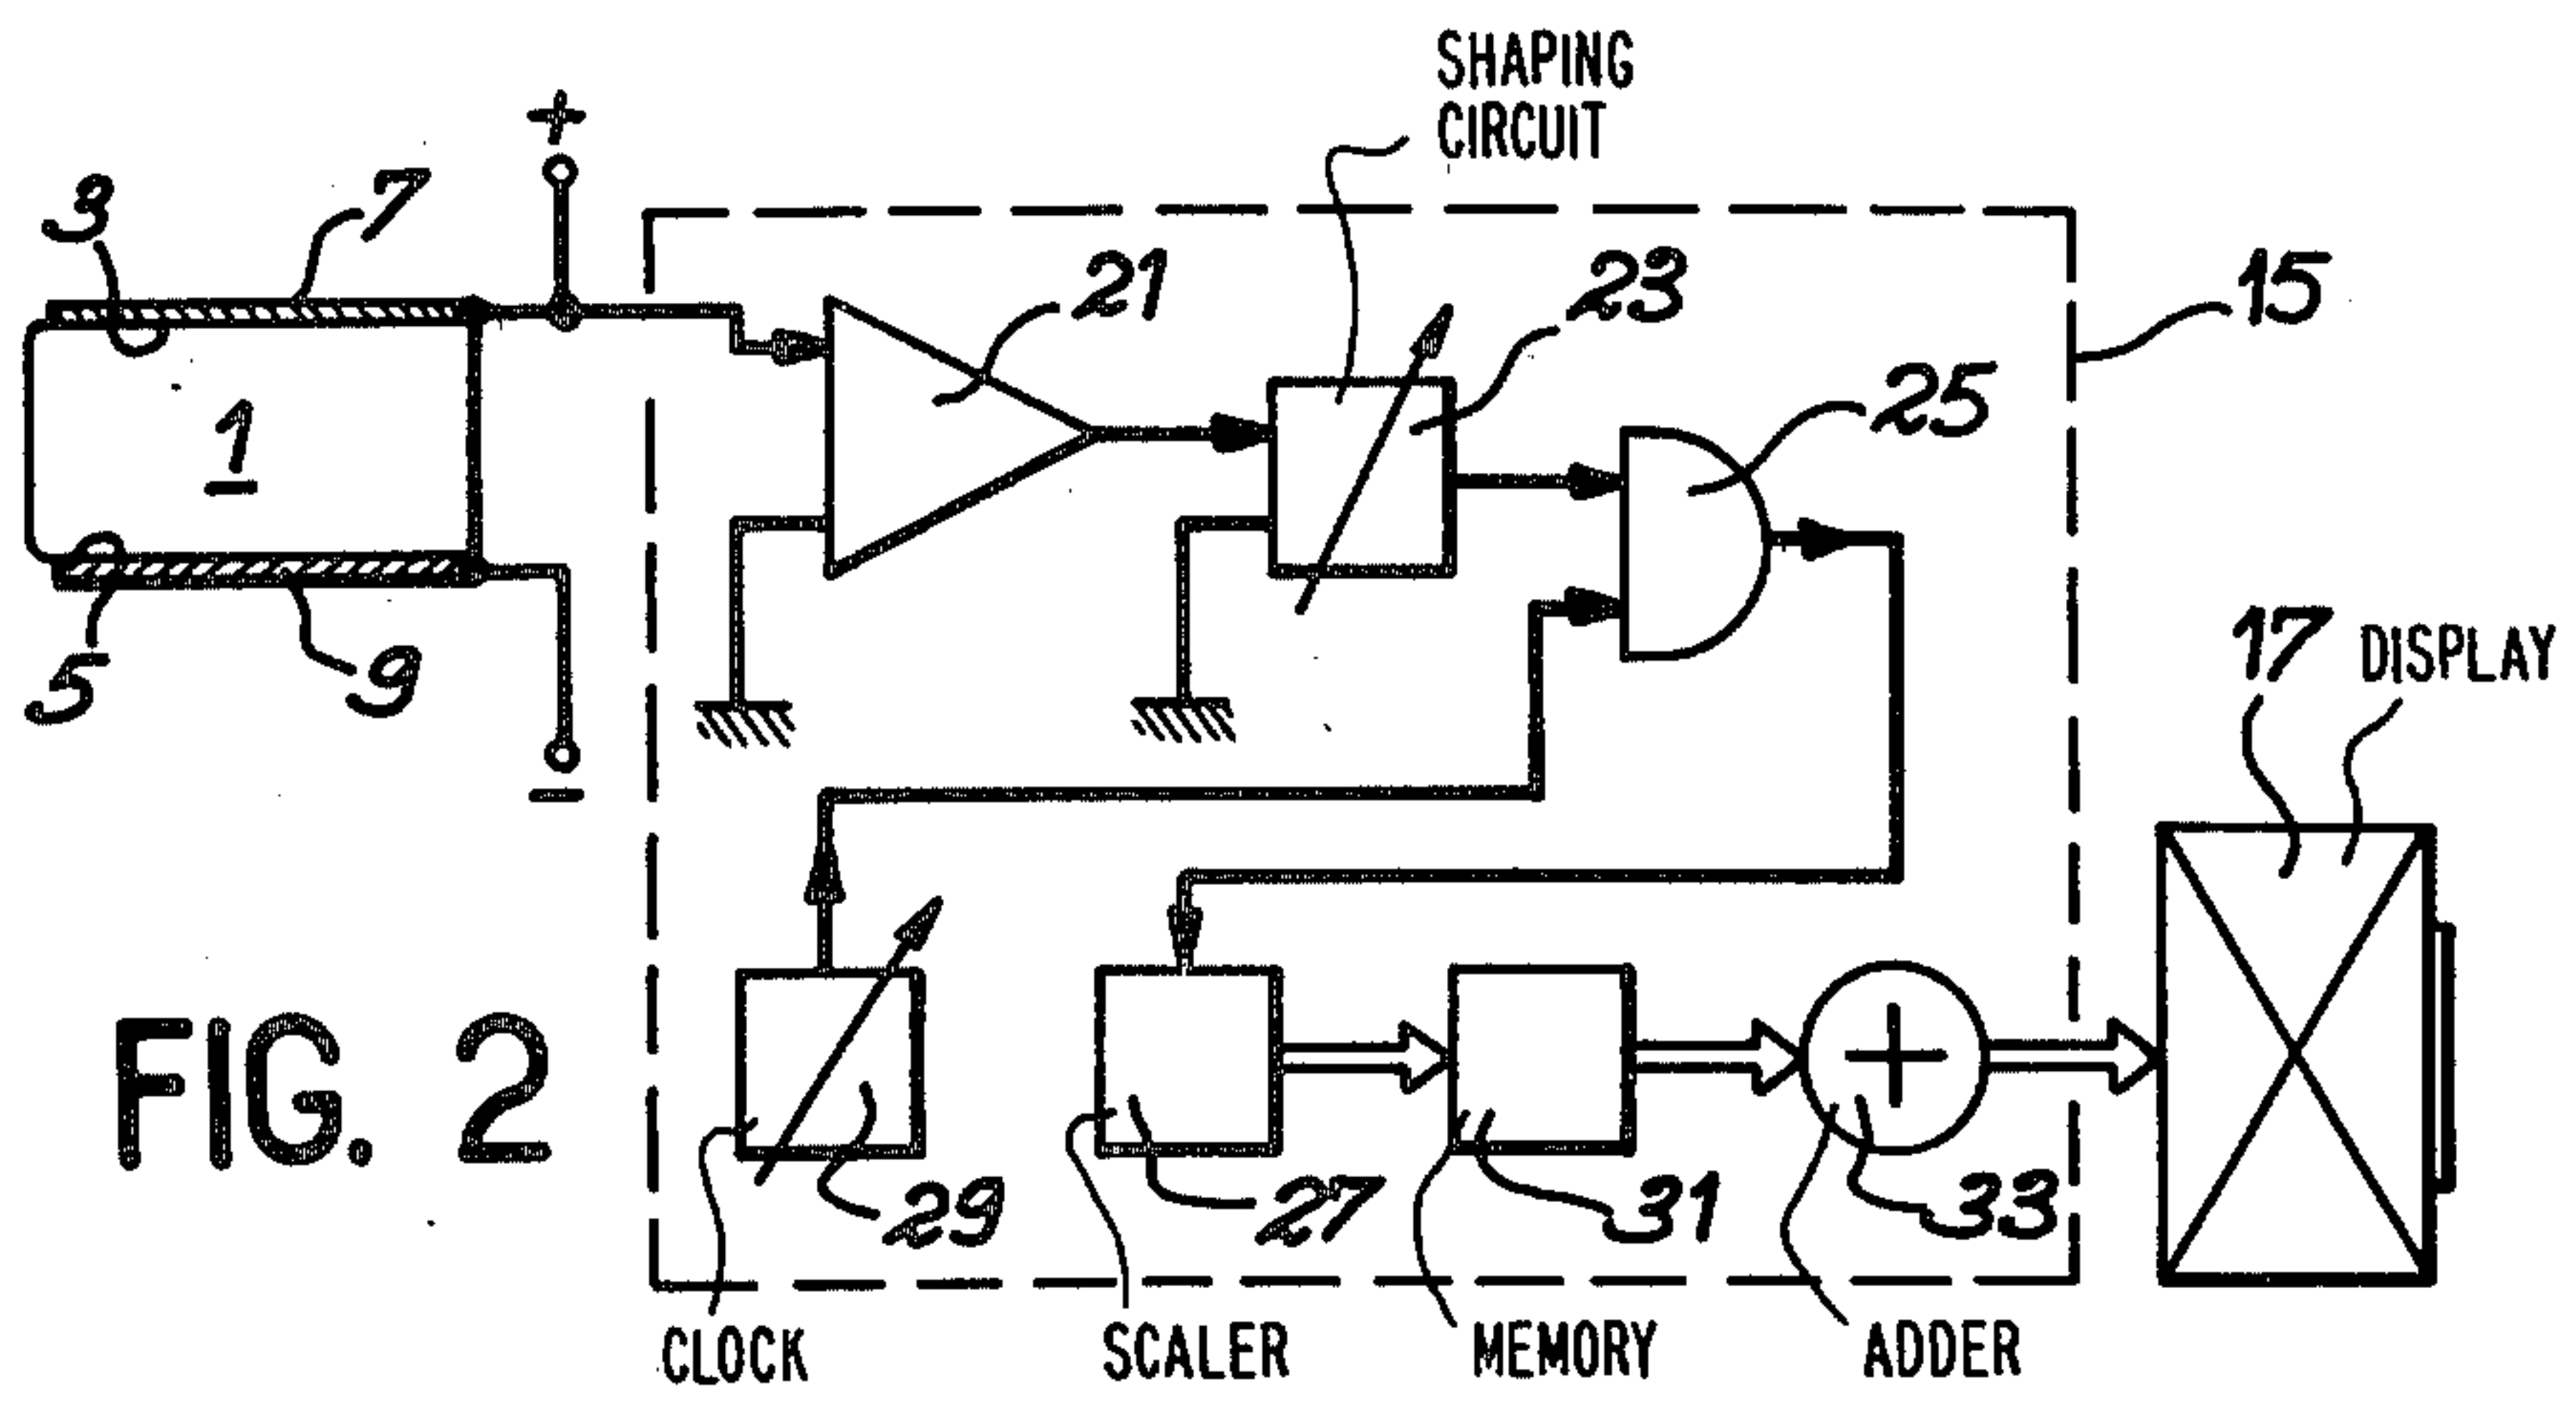 SHAPING
CIRCUIT
+
3
7
21
23
15
25
1
5
9
−
17 DISPLAY
FIG. 2
29
27
31
33
+
CLOCK
SCALER
MEMORY
ADDER